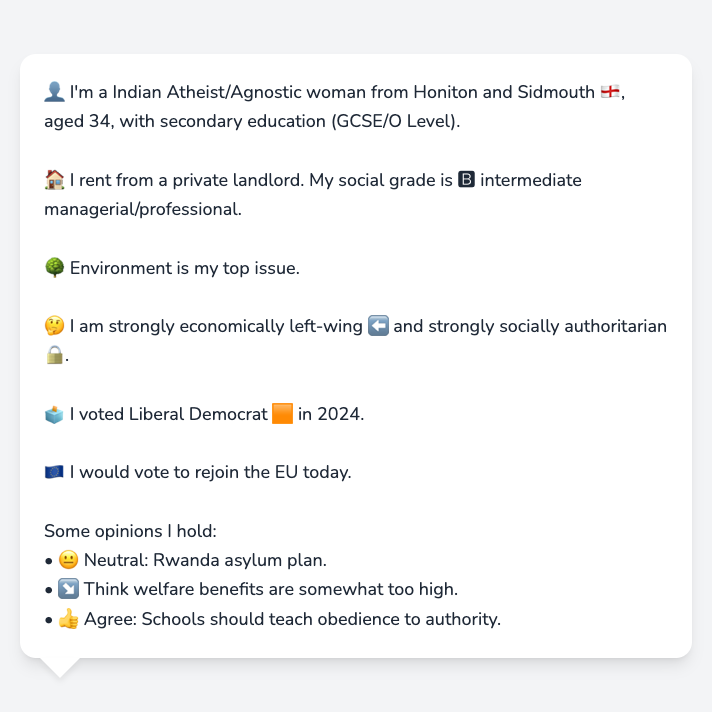 👤 I'm a Indian Atheist/Agnostic woman from Honiton and Sidmouth 🏴󠁧󠁢󠁥󠁮󠁧󠁿,
aged 34, with secondary education (GCSE/O Level).
🏠 I rent from a private landlord. My social grade is 🅱 intermediate
managerial/professional.
🌳 Environment is my top issue.
🤔 I am strongly economically left-wing ⬅️ and strongly socially authoritarian
🔒.
🗳️ I voted Liberal Democrat 🟧 in 2024.
🇪🇺 I would vote to rejoin the EU today.
Some opinions I hold:
• 😐 Neutral: Rwanda asylum plan.
• ↘️ Think welfare benefits are somewhat too high.
• 👍 Agree: Schools should teach obedience to authority.